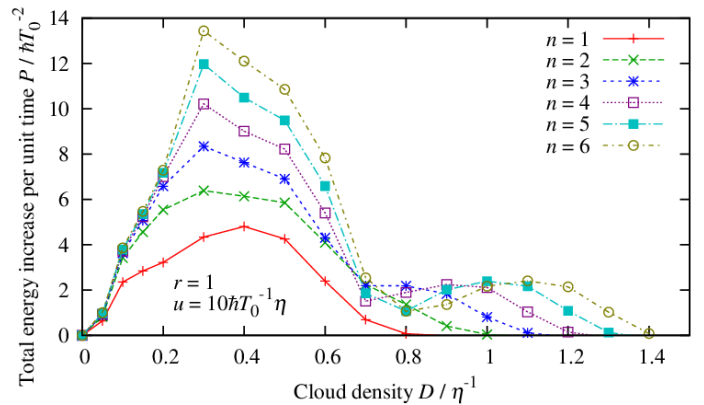 Total energy increase per unit time P / ħT₀⁻²
14
12
10
8
6
4
2
0
n = 1
n = 2
n = 3
n = 4
n = 5
n = 6
r = 1
u = 10ħT₀⁻¹η
0 0.2 0.4 0.6 0.8 1 1.2 1.4
Cloud density D / η⁻¹